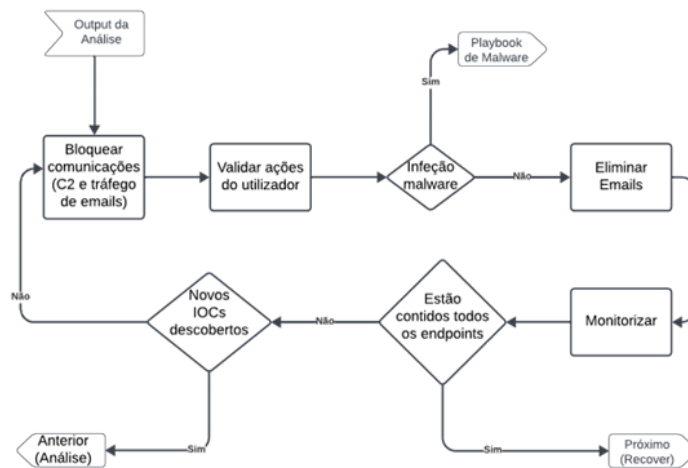 Output da
Análise
Playbook
de Malware
Sim
Bloquear
comunicações
(C2 e tráfego
de emails)
Validar ações
do utilizador
Infeção
malware
Não
Eliminar
Emails
Não
Novos
IOCs
descobertos
Não
Estão
contidos todos
os endpoints
Monitorizar
Sim
Anterior
(Análise)
Sim
Próximo
(Recover)